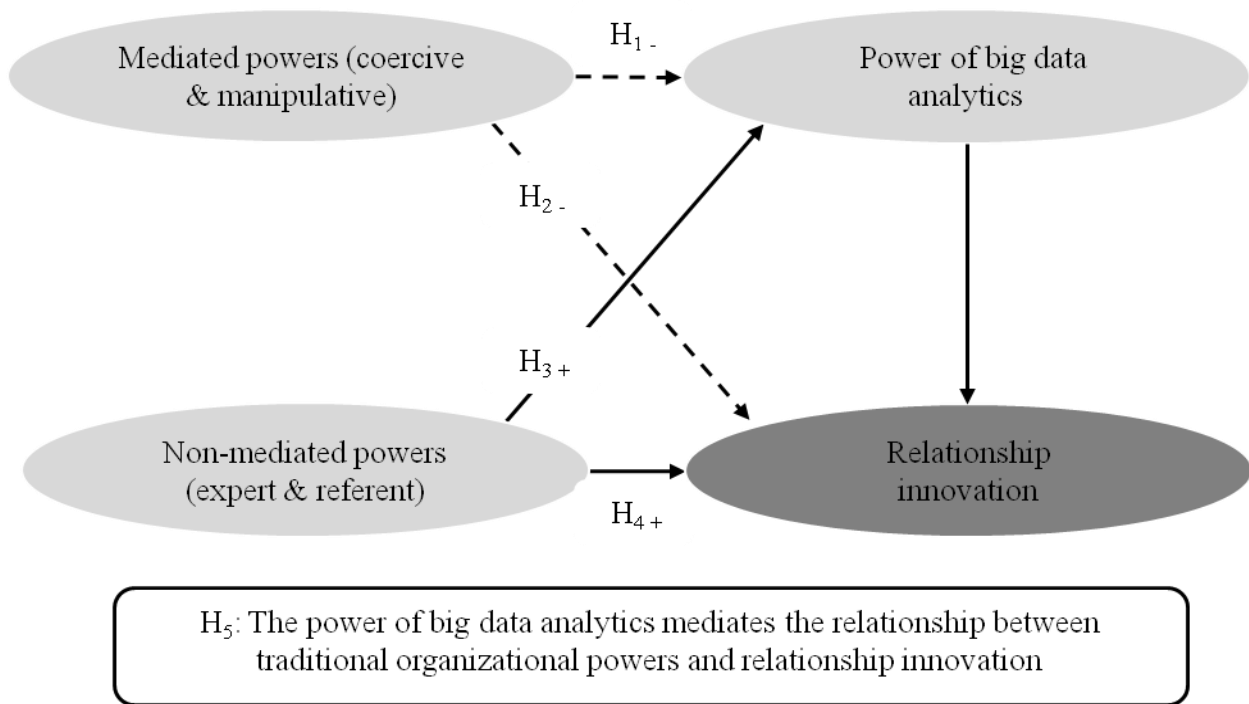 H1 -
Mediated powers (coercive
& manipulative)
Power of big data
analytics
H2 -
H3 +
Non-mediated powers
(expert & referent)
Relationship
innovation
H4 +
H5: The power of big data analytics mediates the relationship between
traditional organizational powers and relationship innovation